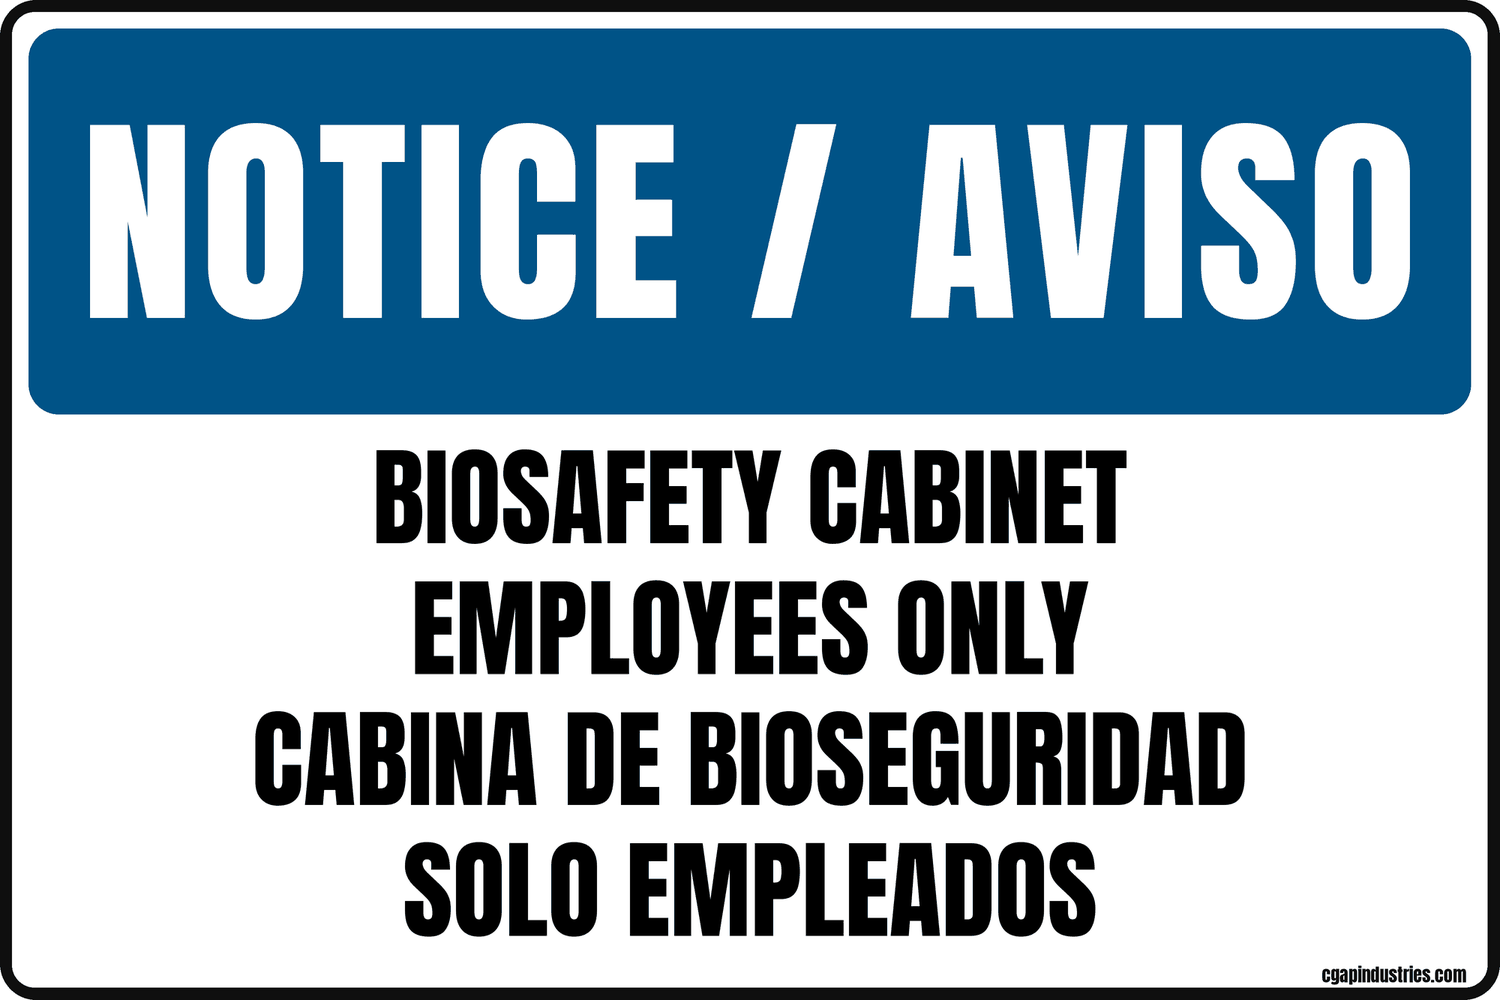 NOTICE / AVISO
BIOSAFETY CABINET
EMPLOYEES ONLY
CABINA DE BIOSEGURIDAD
SOLO EMPLEADOS
cgapindustries.com